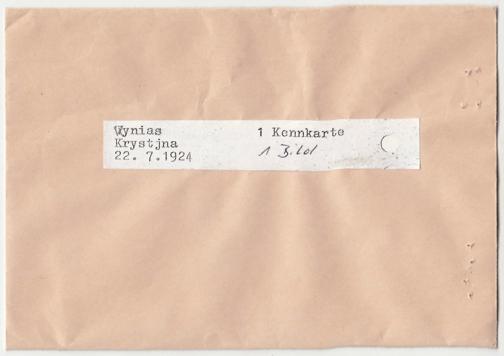 Wynias 1 Kennkarte
Krystjna 1 Bild
22. 7.1924